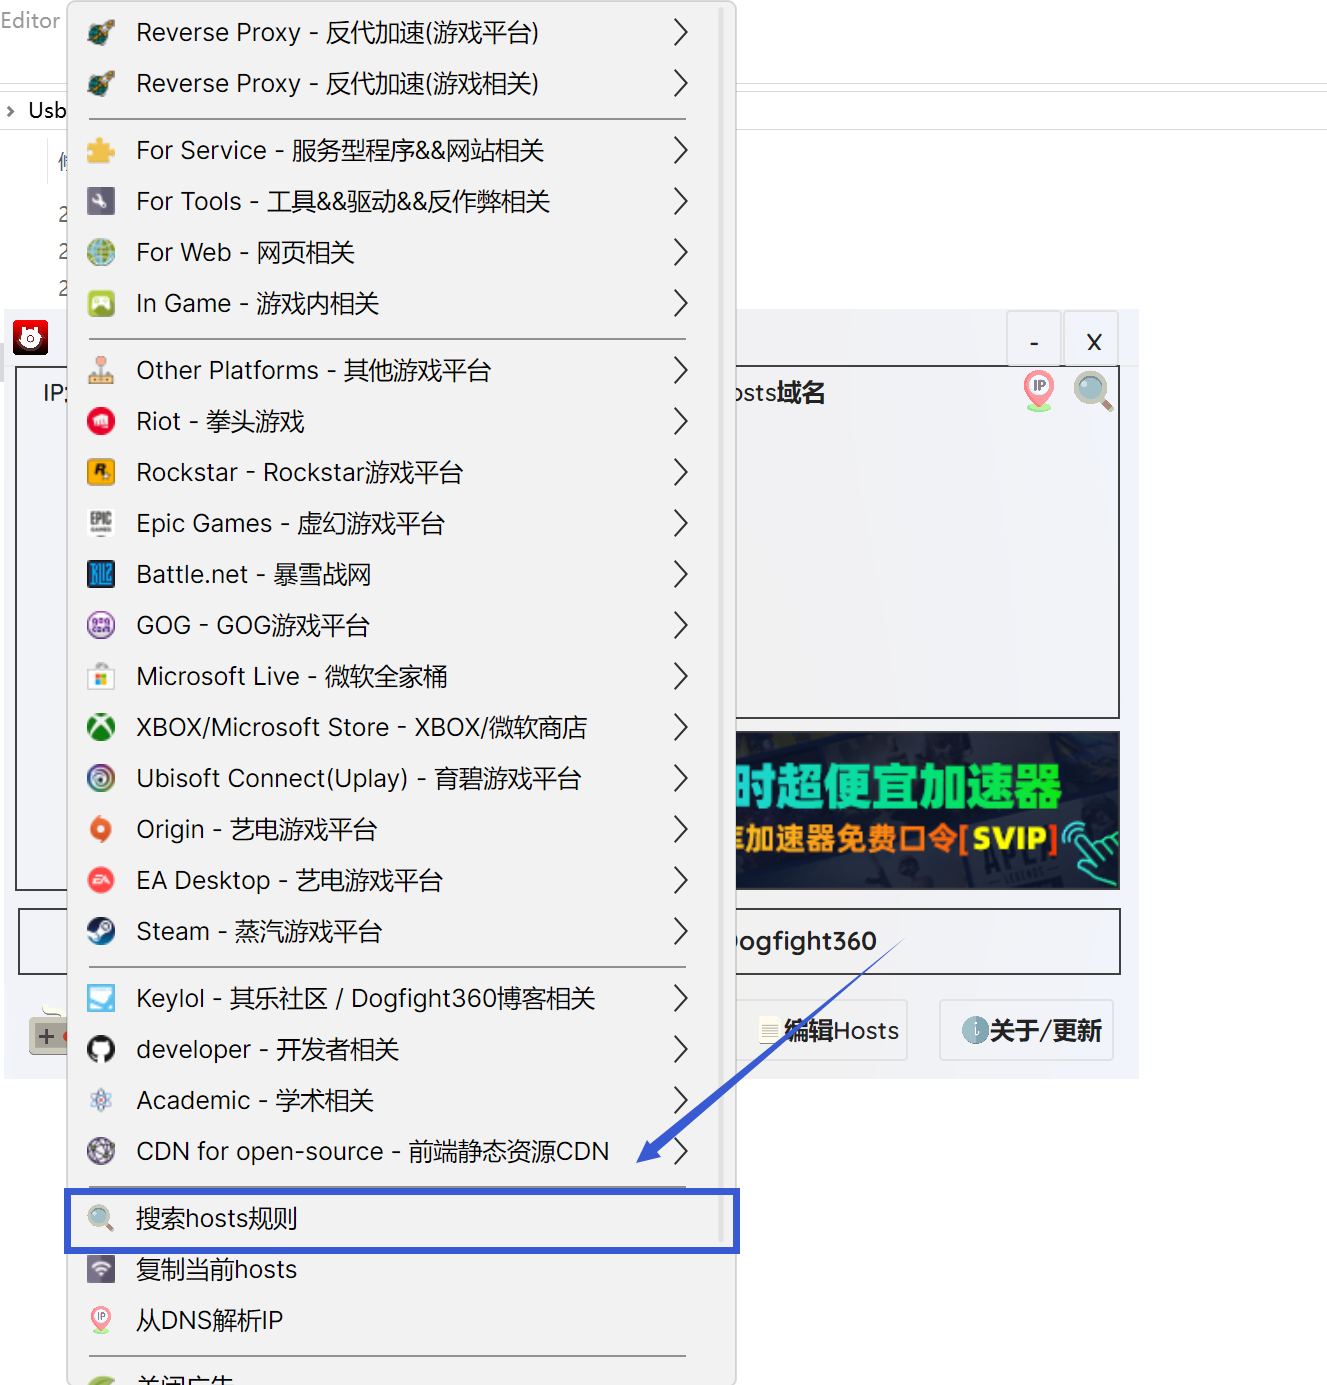 Editor
Reverse Proxy - 反代加速(游戏平台)
Reverse Proxy - 反代加速(游戏相关)
Usb
For Service - 服务型程序&&网站相关
For Tools - 工具&&驱动&&反作弊相关
For Web - 网页相关
In Game - 游戏内相关
- X
Other Platforms - 其他游戏平台
IP
osts域名
IP
Riot - 拳头游戏
Rockstar - Rockstar游戏平台
Epic Games - 虚幻游戏平台
Battle.net - 暴雪战网
GOG - GOG游戏平台
Microsoft Live - 微软全家桶
XBOX/Microsoft Store - XBOX/微软商店
Ubisoft Connect(Uplay) - 育碧游戏平台
时超便宜加速器
Origin - 艺电游戏平台
加速器免费口令[SVIP]
APEX
LEGENDS
EA Desktop - 艺电游戏平台
Steam - 蒸汽游戏平台
Dogfight360
Keylol - 其乐社区 / Dogfight360博客相关
编辑Hosts
关于/更新
developer - 开发者相关
Academic - 学术相关
CDN for open-source - 前端静态资源CDN
搜索hosts规则
复制当前hosts
从DNS解析IP
关闭广告